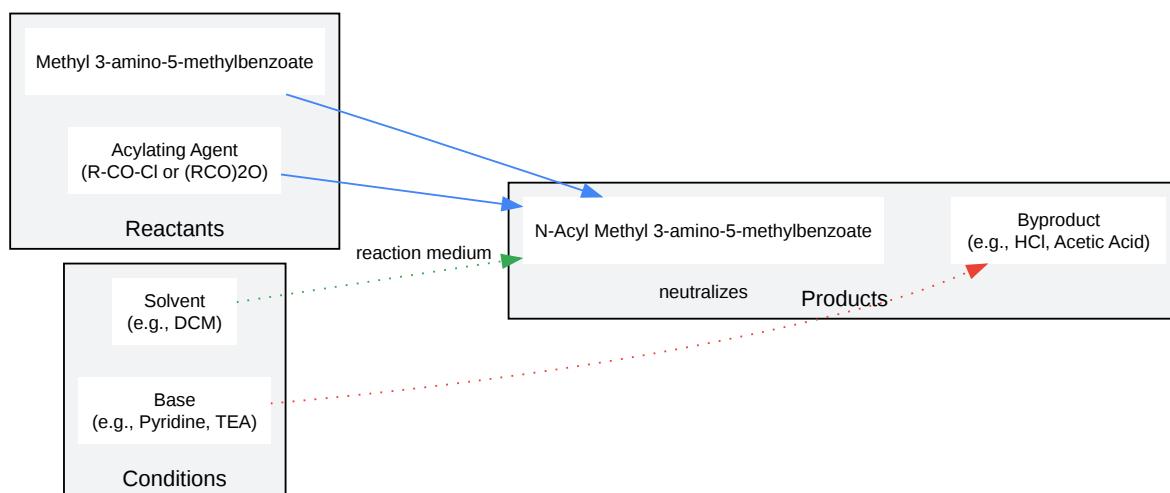 Methyl 3-amino-5-methylbenzoate
Acylating Agent
(R-CO-Cl or (RCO)2O)
Reactants
reaction medium
Solvent
(e.g., DCM)
Base
(e.g., Pyridine, TEA)
Conditions
N-Acyl Methyl 3-amino-5-methylbenzoate
Byproduct
(e.g., HCl, Acetic Acid)
neutralizes
Products